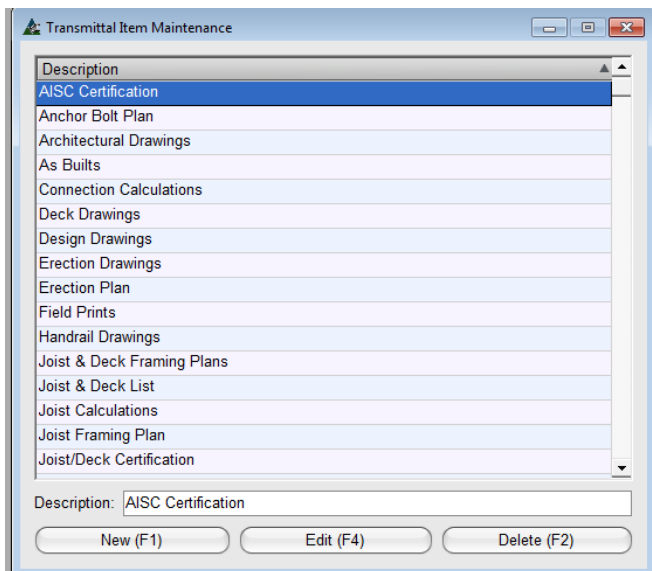 Transmittal Item Maintenance
Description
AISC Certification
Anchor Bolt Plan
Architectural Drawings
As Builts
Connection Calculations
Deck Drawings
Design Drawings
Erection Drawings
Erection Plan
Field Prints
Handrail Drawings
Joist & Deck Framing Plans
Joist & Deck List
Joist Calculations
Joist Framing Plan
Joist/Deck Certification
Description: AISC Certification
New (F1) Edit (F4) Delete (F2)